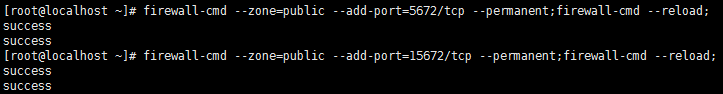 [root@localhost ~]# firewall-cmd --zone=public --add-port=5672/tcp --permanent;firewall-cmd --reload;
success
success
[root@localhost ~]# firewall-cmd --zone=public --add-port=15672/tcp --permanent;firewall-cmd --reload;
success
success